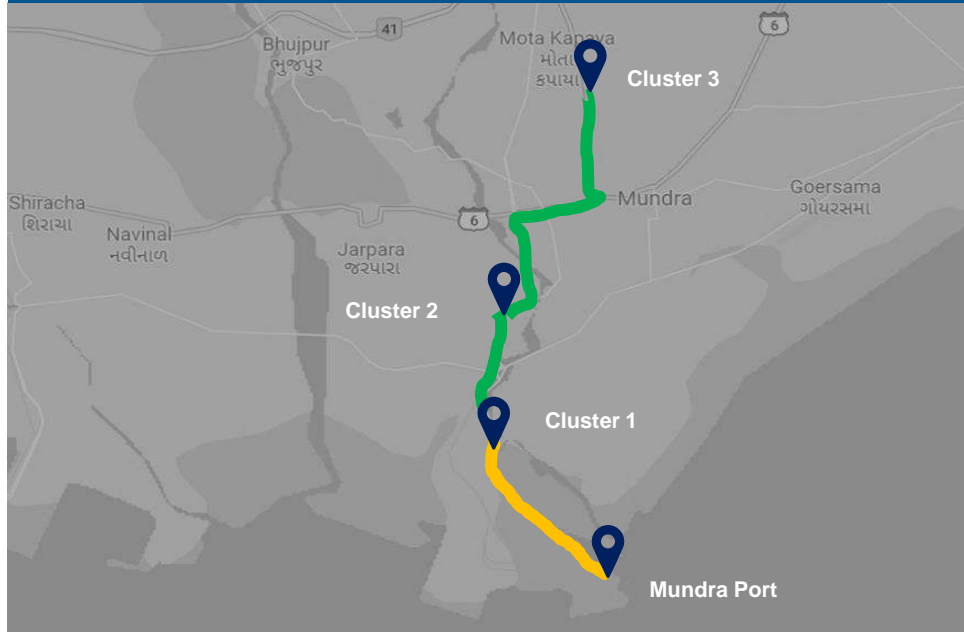 41
6
Bhujpur
ભુજપુર
Mota Kapaya
મોતા
કપાયા
Cluster 3
Shiracha
શિરાચા
Navinal
નવીનાળ
6
Mundra
Goersama
ગોયરસમા
Jarpara
જરપારા
Cluster 2
Cluster 1
Mundra Port